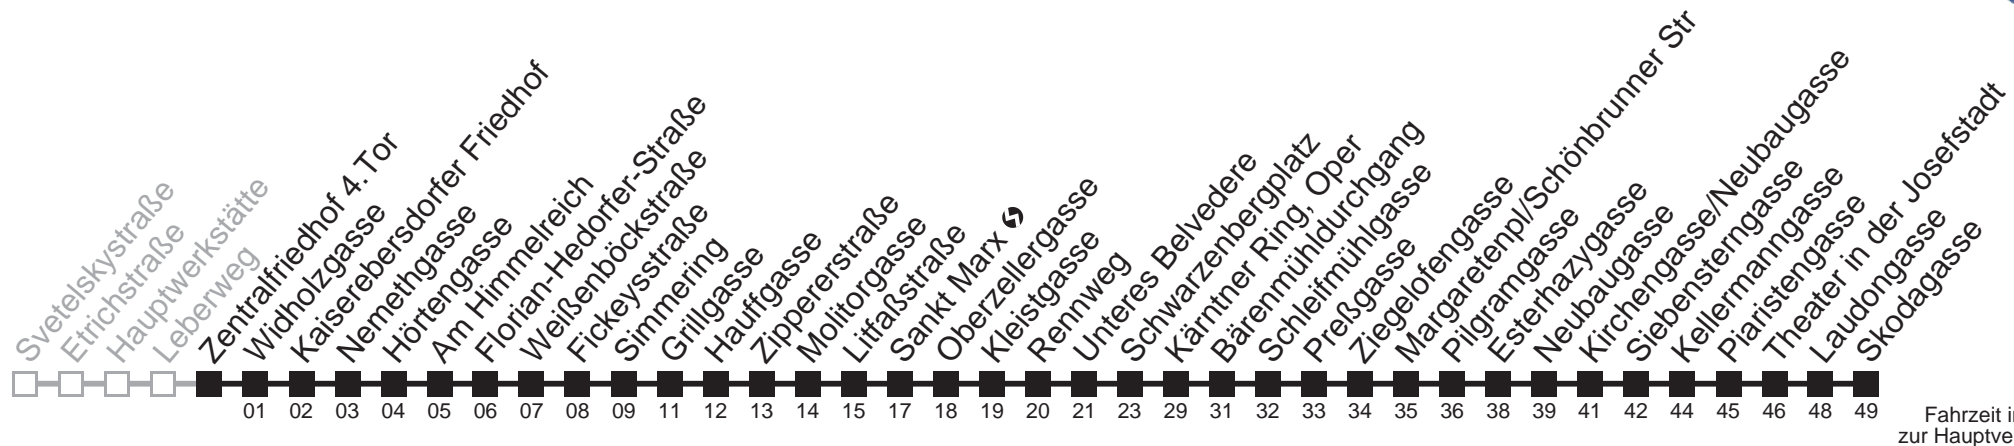 Svetelskystraße
Etrichstraße
Hauptwerkstätte
Leberweg
Zentralfriedhof 4.Tor
Widholzgasse
Kaiserebersdorfer Friedhof
Nemethgasse
Hörtengasse
Am Himmelreich
Florian-Hedorfer-Straße
Weißenböckstraße
Fickeysstraße
Simmering
Grillgasse
Hauffgasse
Zippererstraße
Molitorgasse
Litfaßstraße
Sankt Marx
Oberzellergasse
Kleistgasse
Rennweg
Unteres Belvedere
Schwarzenbergplatz
Kärntner Ring, Oper
Bärenmühldurchgang
Schleifmühlgasse
Preßgasse
Ziegelofengasse
Margaretenpl/Schönbrunner Str
Pilgramgasse
Esterhazygasse
Neubaugasse
Kirchengasse/Neubaugasse
Siebensterngasse
Kellermanngasse
Piaristengasse
Theater in der Josefstadt
Laudongasse
Skodagasse
01 02 03 04 05 06 07 08 09 11 12 13 14 15 17 18 19 20 21 23 29 31 32 33 34 35 36 38 39 41 42 44 45 46 48 49
Fahrzeit
zur